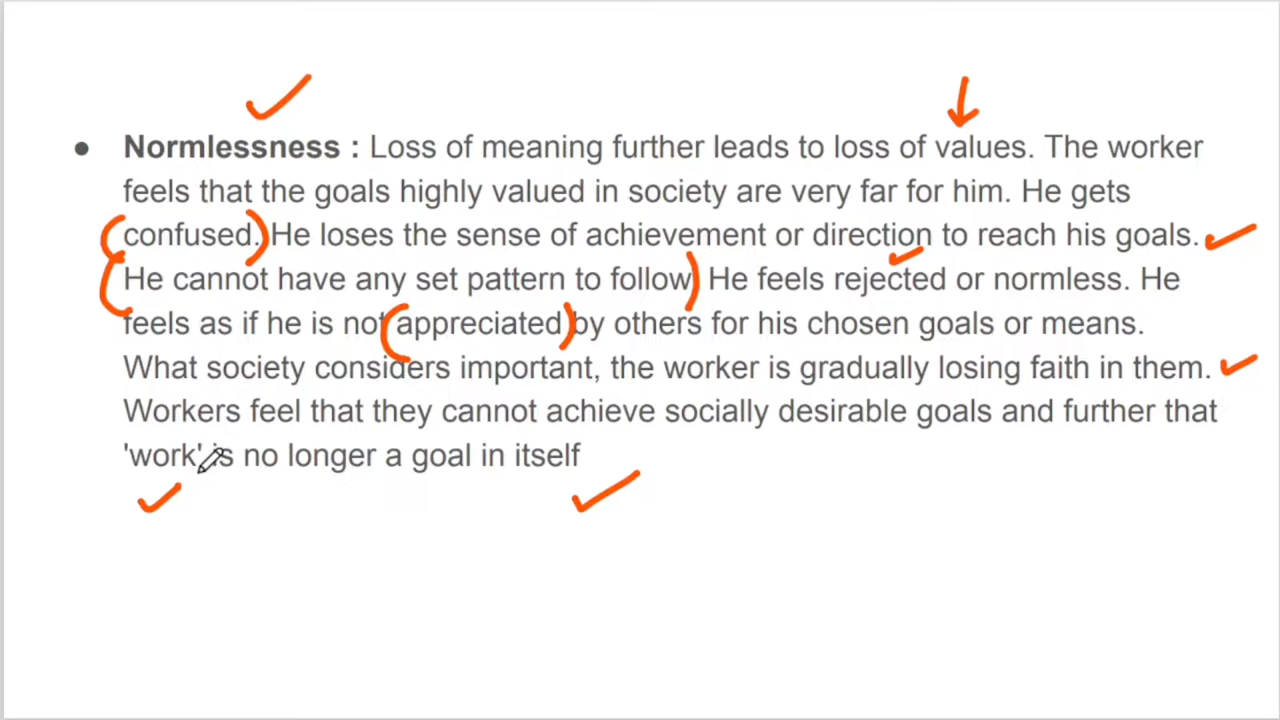 ● Normlessness : Loss of meaning further leads to loss of values. The worker
feels that the goals highly valued in society are very far for him. He gets
confused. He loses the sense of achievement or direction to reach his goals.
He cannot have any set pattern to follow. He feels rejected or normless. He
feels as if he is not appreciated by others for his chosen goals or means.
What society considers important, the worker is gradually losing faith in them.
Workers feel that they cannot achieve socially desirable goals and further that
'work' is no longer a goal in itself